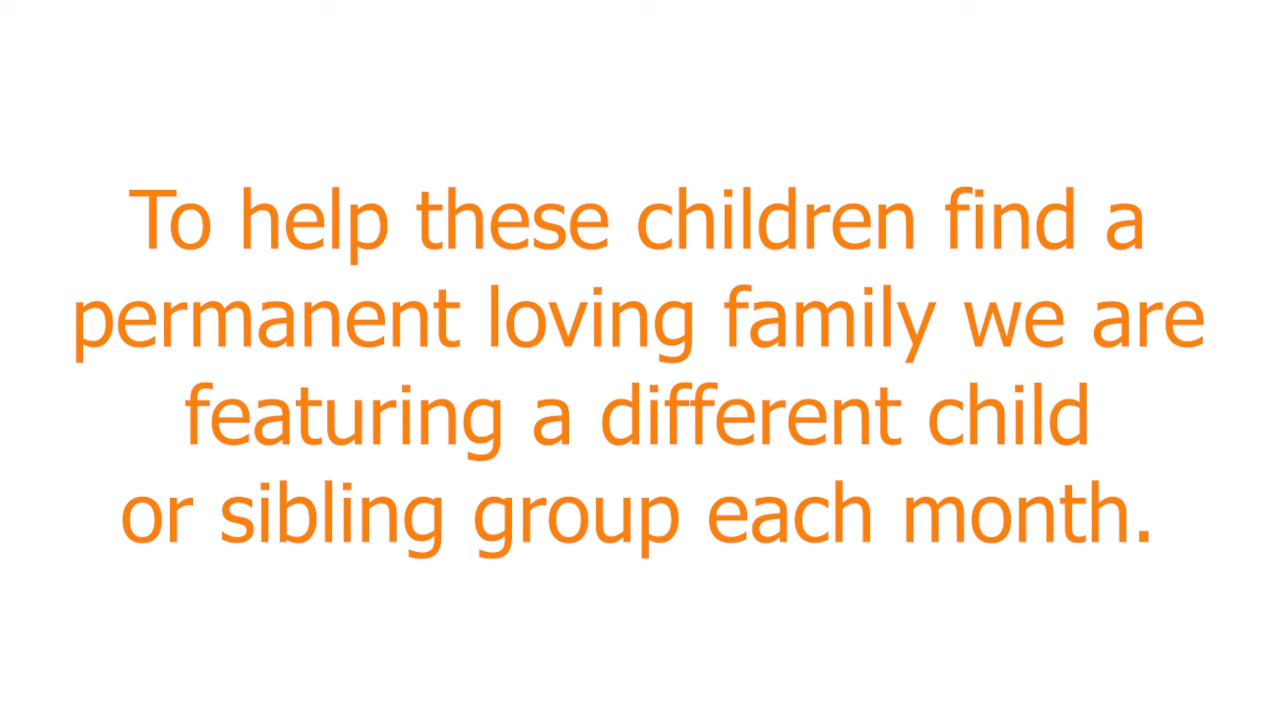 To help these children find a
permanent loving family we are
featuring a different child
or sibling group each month.